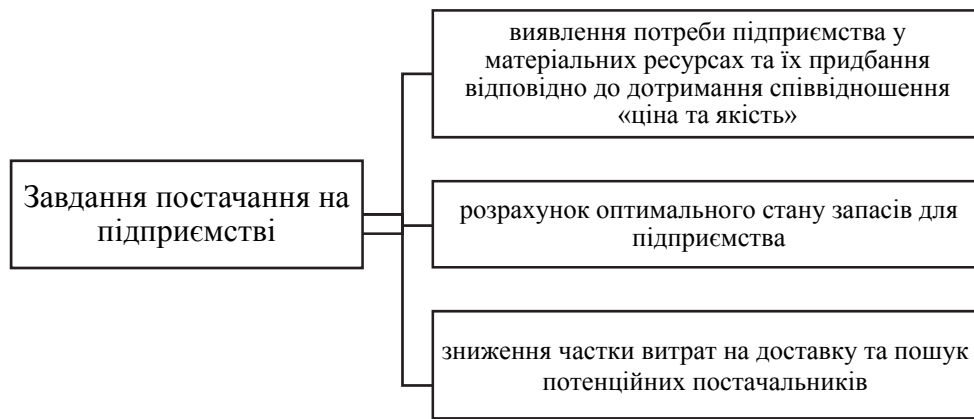 Завдання постачання на
підприємстві
виявлення потреби підприємства у
матеріальних ресурсах та їх придбання
відповідно до дотримання співвідношення
«ціна та якість»
розрахунок оптимального стану запасів для
підприємства
зниження частки витрат на доставку та пошук
потенційних постачальників